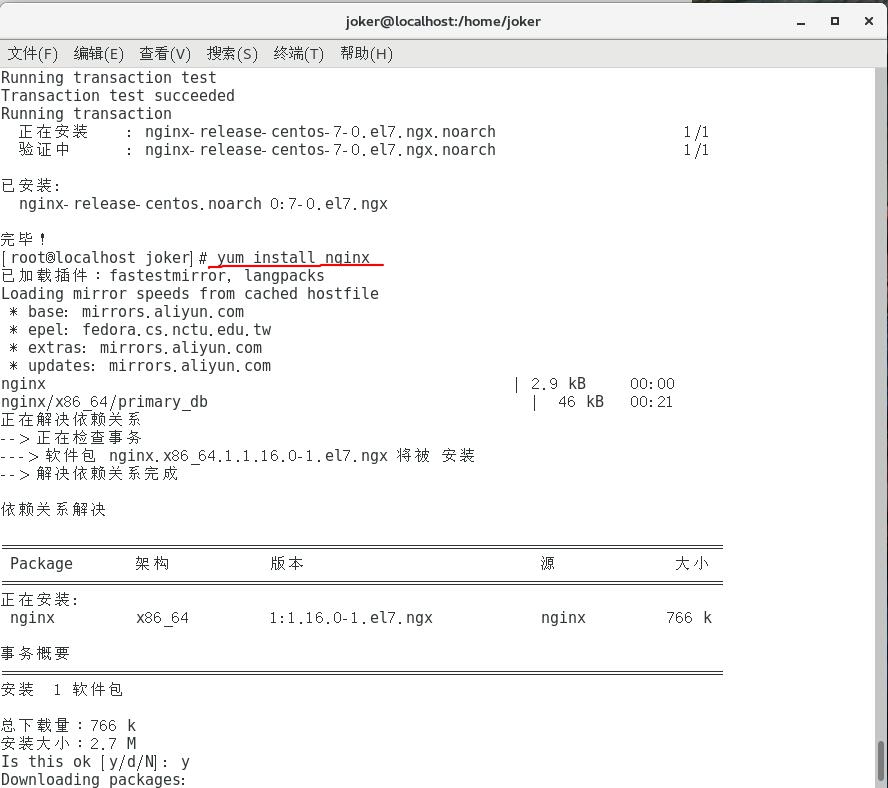 joker@localhost:/home/joker
文件(F) 编辑(E) 查看(V) 搜索(S) 终端(T) 帮助(H)
Running transaction test
Transaction test succeeded
Running transaction
正在安装 : nginx-release-centos-7-0.el7.ngx.noarch 1/1
验证中 : nginx-release-centos-7-0.el7.ngx.noarch 1/1
已安装:
nginx-release-centos.noarch 0:7-0.el7.ngx
完毕！
[root@localhost joker]# yum install nginx
已加载插件：fastestmirror, langpacks
Loading mirror speeds from cached hostfile
* base: mirrors.aliyun.com
* epel: fedora.cs.nctu.edu.tw
* extras: mirrors.aliyun.com
* updates: mirrors.aliyun.com
nginx | 2.9 kB 00:00
nginx/x86_64/primary_db | 46 kB 00:21
正在解决依赖关系
--> 正在检查事务
---> 软件包 nginx.x86_64.1.1.16.0-1.el7.ngx 将被 安装
--> 解决依赖关系完成
依赖关系解决
Package 架构 版本 源 大小
正在安装:
nginx x86_64 1:1.16.0-1.el7.ngx nginx 766 k
事务概要
安装 1 软件包
总下载量：766 k
安装大小：2.7 M
Is this ok [y/d/N]: y
Downloading packages: